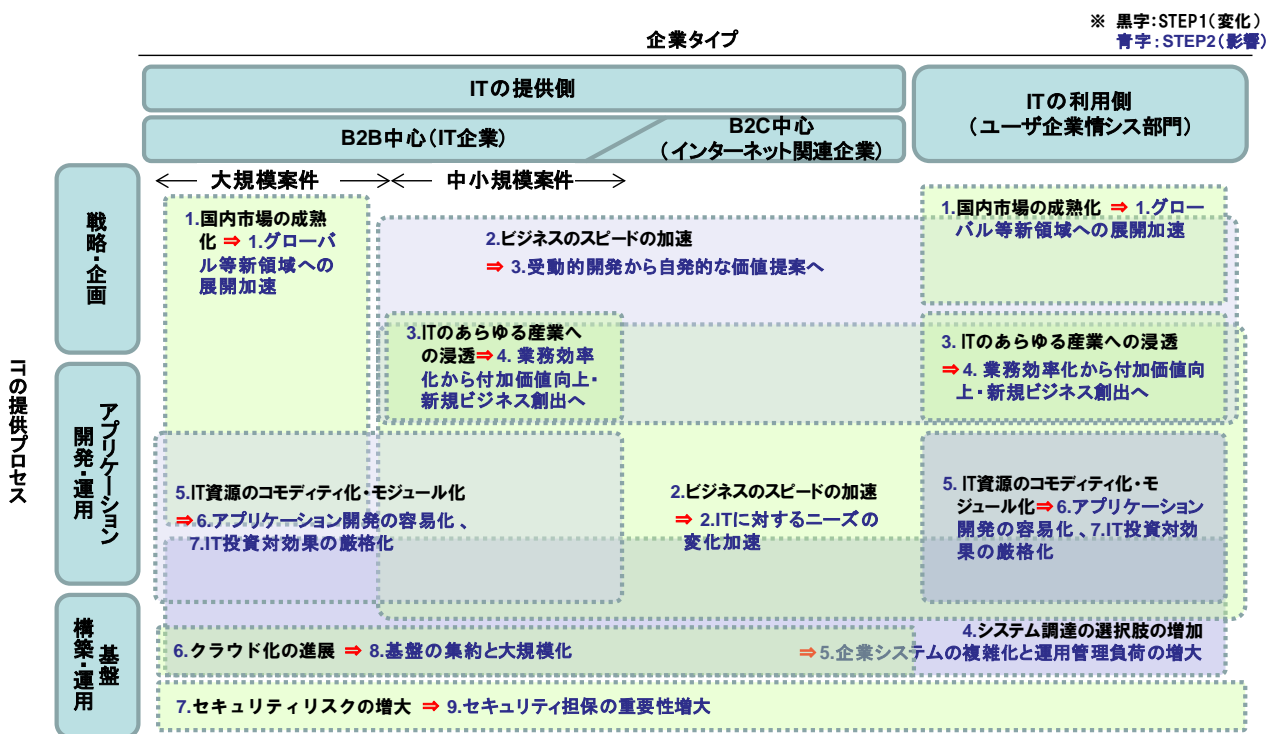 ※ 黒字:STEP1(変化)
青字:STEP2(影響)
企業タイプ
ITの提供側
ITの利用側
(ユーザ企業情シス部門)
B2B中心(IT企業)
B2C中心
(インターネット関連企業)
大規模案件
中小規模案件
ITの提供プロセス
戦略・企画
1.国内市場の成熟
化 ⇒ 1.グローバ
ル等新領域への
展開加速
2.ビジネスのスピードの加速
⇒ 3.受動的開発から自発的な価値提案へ
1.国内市場の成熟化 ⇒ 1.グロー
バル等新領域への展開加速
3.ITのあらゆる産業へ
の浸透⇒4. 業務効率
化から付加価値向上・
新規ビジネス創出へ
3. ITのあらゆる産業への浸透
⇒4. 業務効率化から付加価値向
上・新規ビジネス創出へ
アプリケーション
開発・運用
5.IT資源のコモディティ化・モジュール化
⇒6.アプリケーション開発の容易化 、
7.IT投資対効果の厳格化
2.ビジネスのスピードの加速
⇒ 2.ITに対するニーズの
変化加速
5. IT資源のコモディティ化・モ
ジュール化⇒6.アプリケーション
開発の容易化 、7.IT投資対効
果の厳格化
基盤
構築・運用
4.システム調達の選択肢の増加
6.クラウド化の進展 ⇒ 8.基盤の集約と大規模化
⇒5.企業システムの複雑化と運用管理負荷の増大
7.セキュリティリスクの増大 ⇒ 9.セキュリティ担保の重要性増大